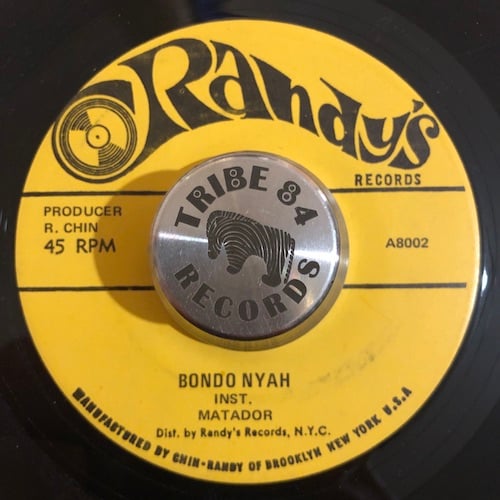 Randy's
RECORDS
PRODUCER
R. CHIN
45 RPM
A8002
TRIBE 84
RECORDS
BONDO NYAH
INST.
MATADOR
Dist. by Randy's Records, N.Y.C.
MANUFACTURED BY CHIN-RANDY OF BROOKLYN NEW YORK U.S.A